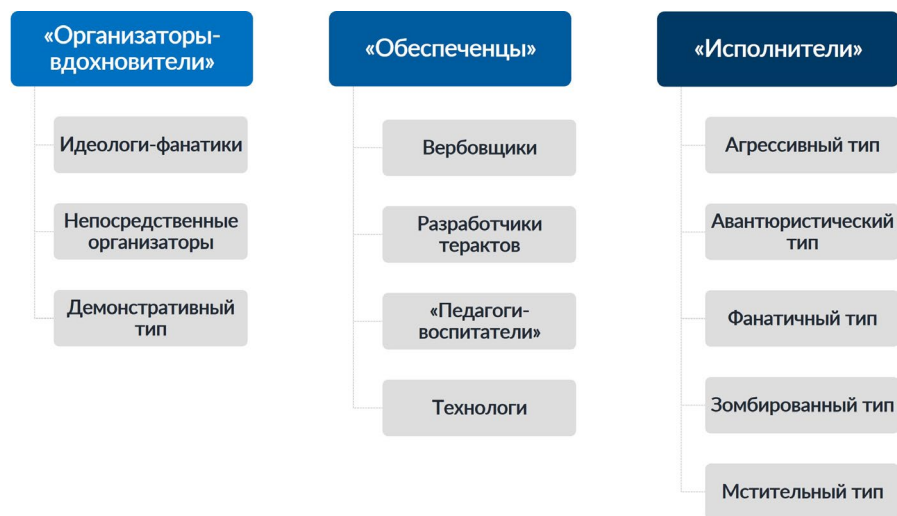 «Организаторы-
вдохновители»
Идеологи-фанатики
Непосредственные
организаторы
Демонстративный
тип
«Обеспеченцы»
Вербовщики
Разработчики
терактов
«Педагоги-
воспитатели»
Технологи
«Исполнители»
Агрессивный тип
Авантюристический
тип
Фанатичный тип
Зомбированный тип
Мстительный тип